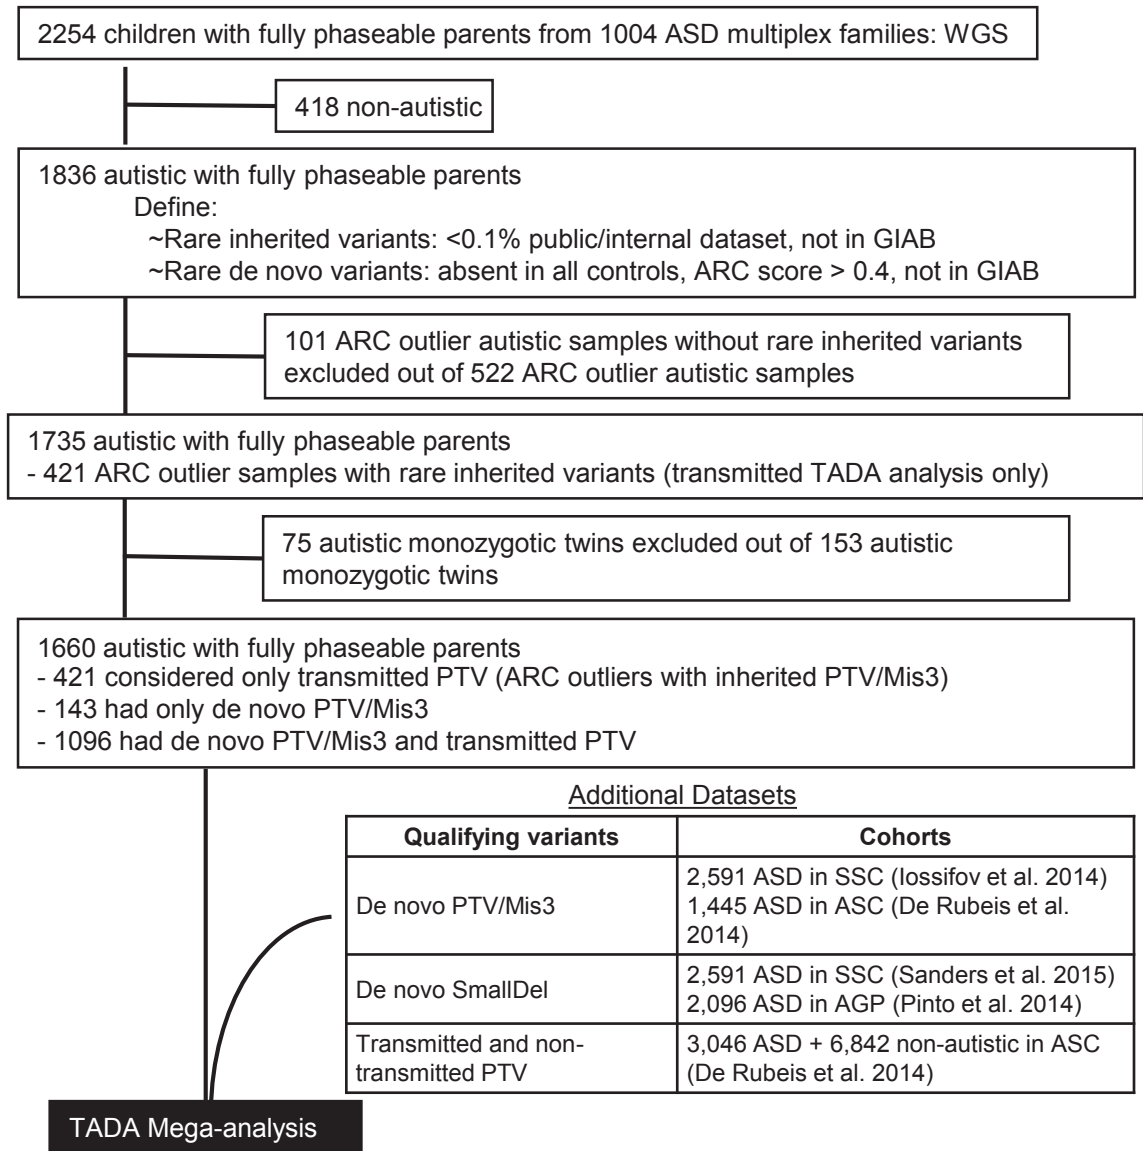 2254 children with fully phaseable parents from 1004 ASD multiplex families: WGS
418 non-autistic
1836 autistic with fully phaseable parents
Define:
~Rare inherited variants: <0.1% public/internal dataset, not in GIAB
~Rare de novo variants: absent in all controls, ARC score > 0.4, not in GIAB
101 ARC outlier autistic samples without rare inherited variants
excluded out of 522 ARC outlier autistic samples
1735 autistic with fully phaseable parents
- 421 ARC outlier samples with rare inherited variants (transmitted TADA analysis only)
75 autistic monozygotic twins excluded out of 153 autistic
monozygotic twins
1660 autistic with fully phaseable parents
- 421 considered only transmitted PTV (ARC outliers with inherited PTV/Mis3)
- 143 had only de novo PTV/Mis3
- 1096 had de novo PTV/Mis3 and transmitted PTV
Additional Datasets
Qualifying variants
Cohorts
De novo PTV/Mis3
2,591 ASD in SSC (Iossifov et al. 2014)
1,445 ASD in ASC (De Rubeis et al.
2014)
De novo SmallDel
2,591 ASD in SSC (Sanders et al. 2015)
2,096 ASD in AGP (Pinto et al. 2014)
Transmitted and non-
transmitted PTV
3,046 ASD + 6,842 non-autistic in ASC
(De Rubeis et al. 2014)
TADA Mega-analysis